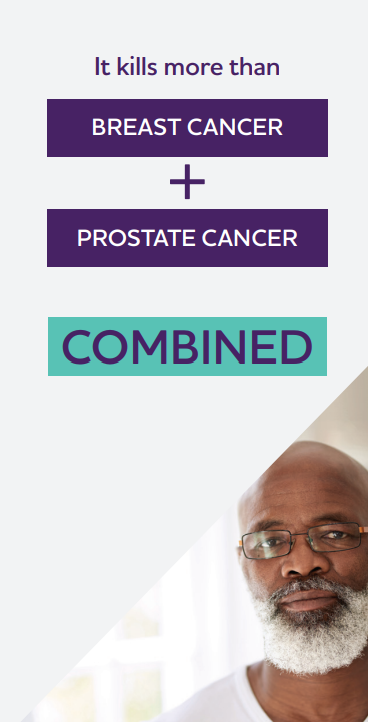 It kills more than
BREAST CANCER
+
PROSTATE CANCER
COMBINED